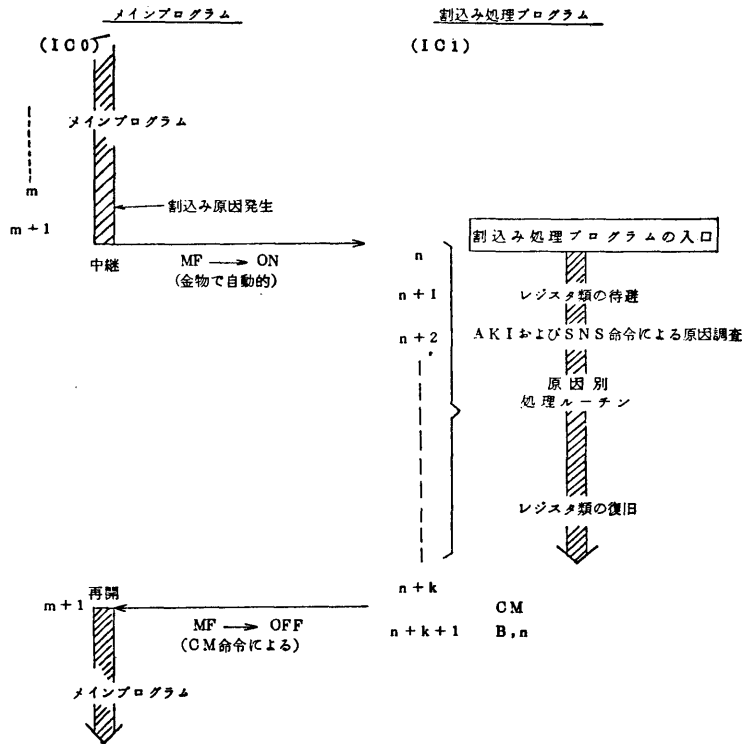 メインプログラム
割込み処理プログラム
(IC0)
(IC1)
メインプログラム
m
m+1
割込み原因発生
中継
MF → ON
(金物で自動的)
割込み処理プログラムの入口
n
n+1
レジスタ類の待避
n+2
AKIおよびSNS命令による原因調査
原因別
処理ルーチン
レジスタ類の復旧
再開
m+1
n+k
CM
MF → OFF
(CM命令による)
n+k+1
B,n
メインプログラム